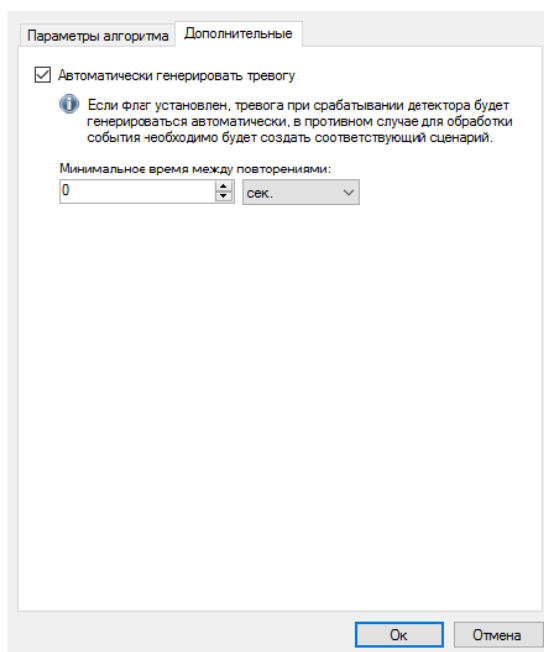 Параметры алгоритма Дополнительные
Автоматически генерировать тревогу
Если флаг установлен, тревога при срабатывании детектора будет
генерироваться автоматически, в противном случае для обработки
события необходимо будет создать соответствующий сценарий.
Минимальное время между повторениями:
0 сек.
Ок Отмена